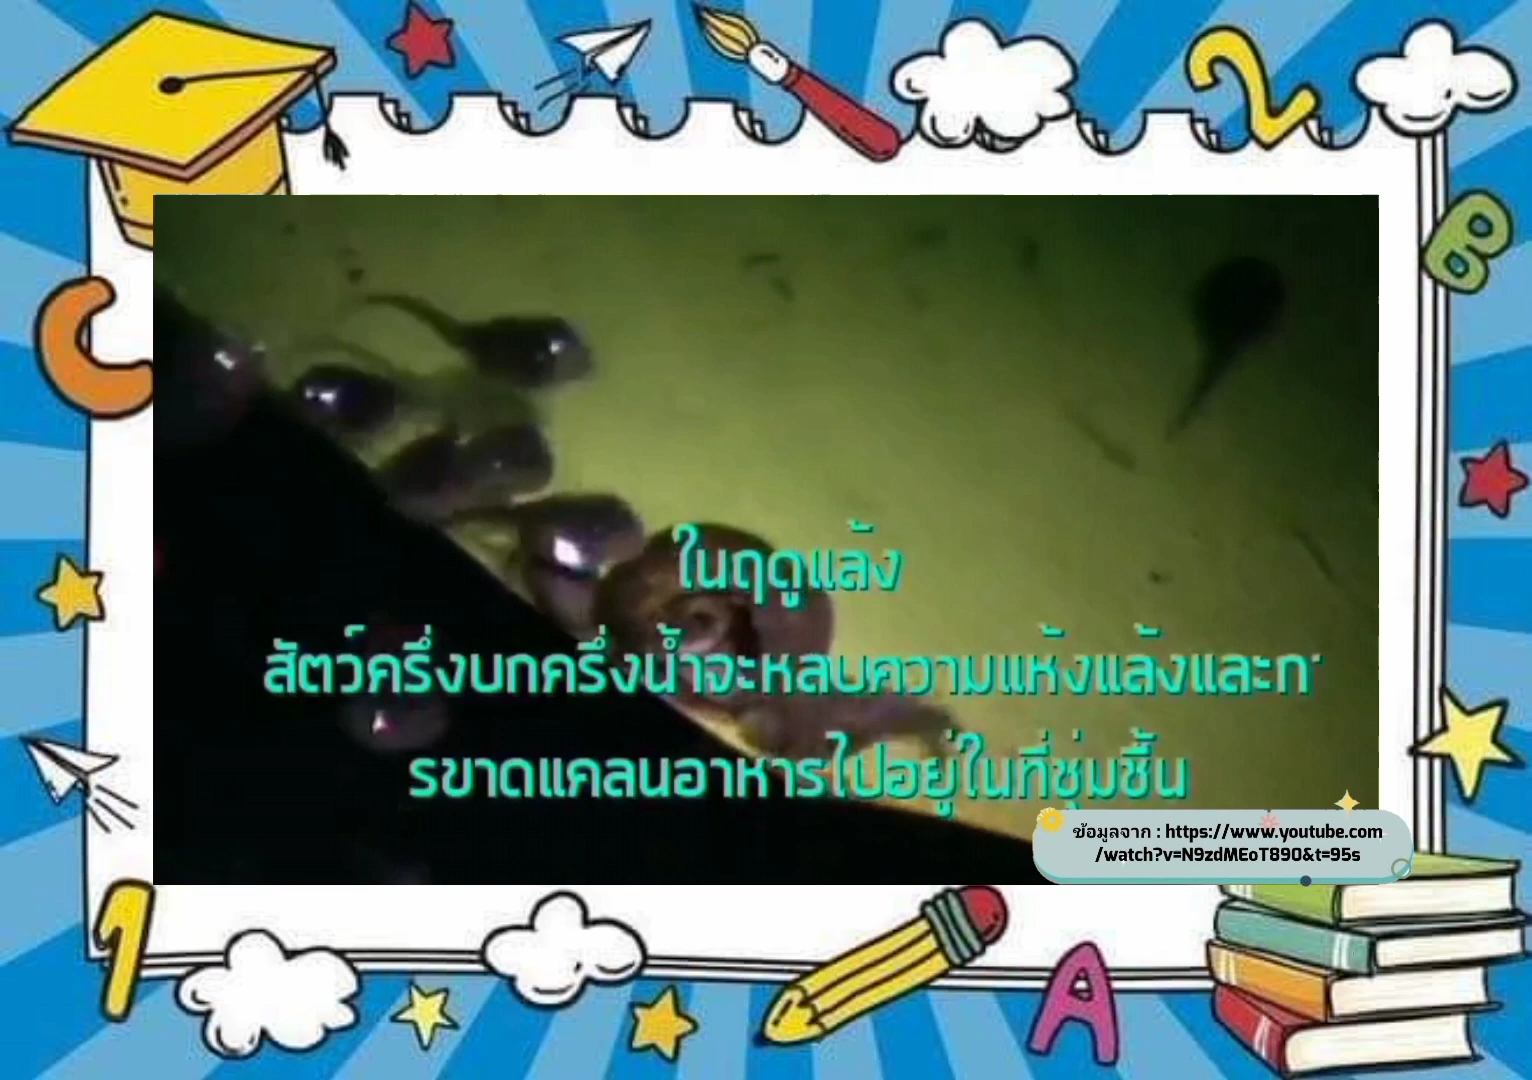 ในฤดูแล้ง
สัตว์ครึ่งบกครึ่งน้ำจะหลบความแห้งแล้งและกา
รขาดแคลนอาหารไปอยู่ในที่ชุ่มชื้น
ข้อมูลจาก : https://www.youtube.com
/watch?v=N9zdMEoT890&t=95s
C
2
B
1
A